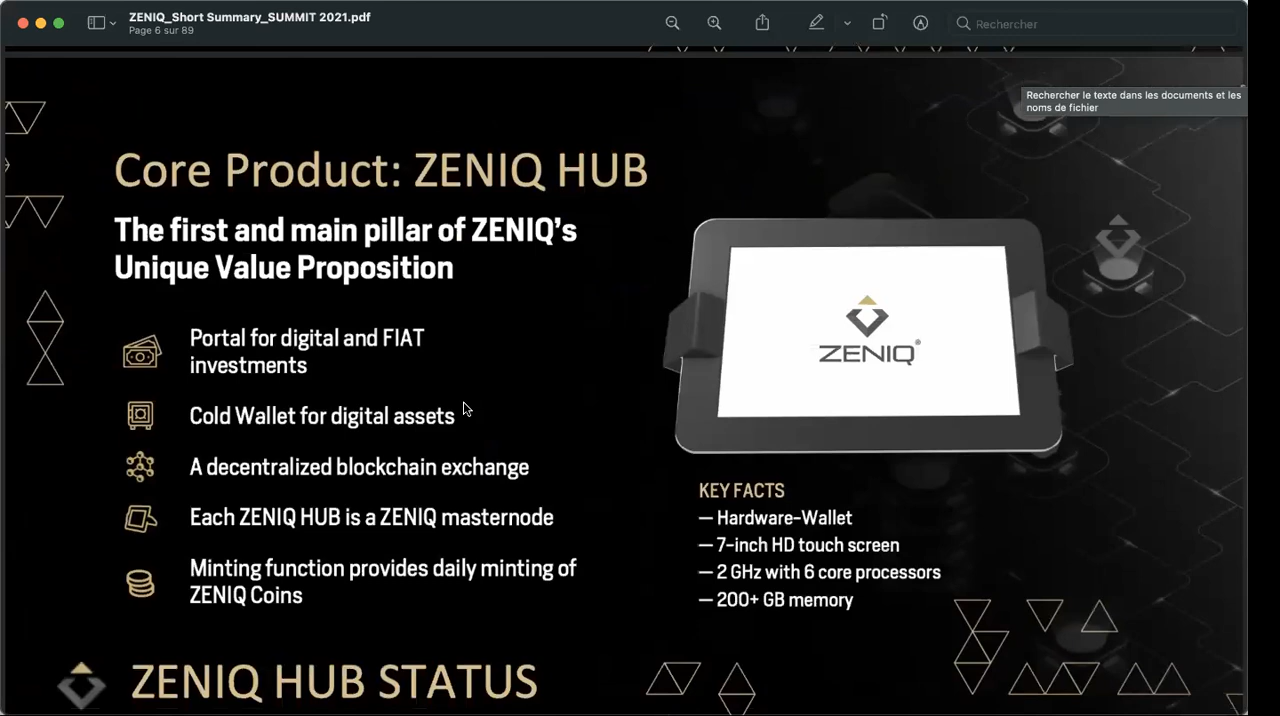 ZENIQ_Short Summary_SUMMIT 2021.pdf
Page 6 sur 89
Rechercher
Rechercher le texte dans les documents et les
noms de fichier
Core Product: ZENIQ HUB
The first and main pillar of ZENIQ’s
Unique Value Proposition
Portal for digital and FIAT
investments
Cold Wallet for digital assets
A decentralized blockchain exchange
Each ZENIQ HUB is a ZENIQ masternode
Minting function provides daily minting of
ZENIQ Coins
ZENIQ®
KEY FACTS
— Hardware-Wallet
— 7-inch HD touch screen
— 2 GHz with 6 core processors
— 200+ GB memory
ZENIQ HUB STATUS